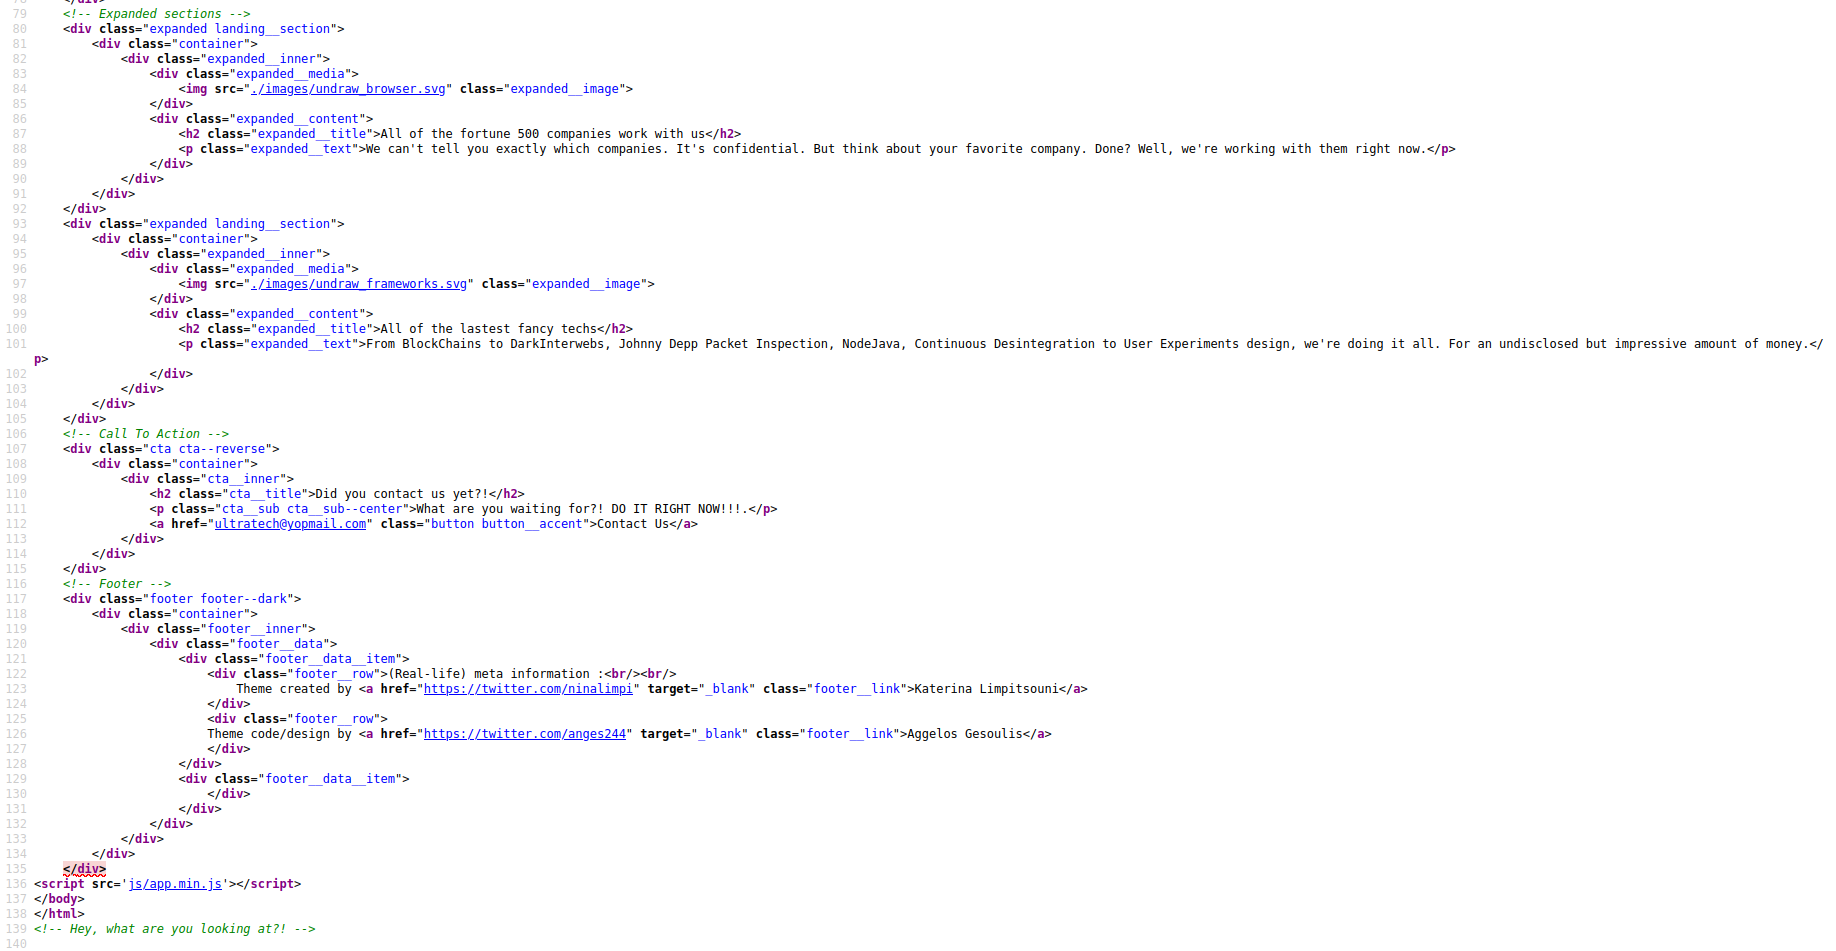 78     </div>
79     <!-- Expanded sections -->
80     <div class="expanded landing__section">
81         <div class="container">
82             <div class="expanded__inner">
83                 <div class="expanded__media">
84                     <img src="./images/undraw_browser.svg" class="expanded__image">
85                 </div>
86                 <div class="expanded__content">
87                     <h2 class="expanded__title">All of the fortune 500 companies work with us</h2>
88                     <p class="expanded__text">We can't tell you exactly which companies. It's confidential. But think about your favorite company. Done? Well, we're working with them right now.</p>
89                 </div>
90             </div>
91         </div>
92     </div>
93     <div class="expanded landing__section">
94         <div class="container">
95             <div class="expanded__inner">
96                 <div class="expanded__media">
97                     <img src="./images/undraw_frameworks.svg" class="expanded__image">
98                 </div>
99                 <div class="expanded__content">
100                     <h2 class="expanded__title">All of the lastest fancy techs</h2>
101                     <p class="expanded__text">From BlockChains to DarkInterwebs, Johnny Depp Packet Inspection, NodeJava, Continuous Desintegration to User Experiments design, we're doing it all. For an undisclosed but impressive amount of money.</
p>
102                 </div>
103             </div>
104         </div>
105     </div>
106     <!-- Call To Action -->
107     <div class="cta cta--reverse">
108         <div class="container">
109             <div class="cta__inner">
110                 <h2 class="cta__title">Did you contact us yet?!</h2>
111                 <p class="cta__sub cta__sub--center">What are you waiting for?! DO IT RIGHT NOW!!!.</p>
112                 <a href="ultratech@yopmail.com" class="button button__accent">Contact Us</a>
113             </div>
114         </div>
115     </div>
116     <!-- Footer -->
117     <div class="footer footer--dark">
118         <div class="container">
119             <div class="footer__inner">
120                 <div class="footer__data">
121                     <div class="footer__data__item">
122                         <div class="footer__row">(Real-life) meta information :<br/><br/>
123                             Theme created by <a href="https://twitter.com/ninalimpi" target="_blank" class="footer__link">Katerina Limpitsouni</a>
124                         </div>
125                         <div class="footer__row">
126                         Theme code/design by <a href="https://twitter.com/anges244" target="_blank" class="footer__link">Aggelos Gesoulis</a>
127                         </div>
128                     </div>
129                     <div class="footer__data__item">
130                         </div>
131                     </div>
132                 </div>
133             </div>
134         </div>
135     </div>
136 <script src='js/app.min.js'></script>
137 </body>
138 </html>
139 <!-- Hey, what are you looking at?! -->
140